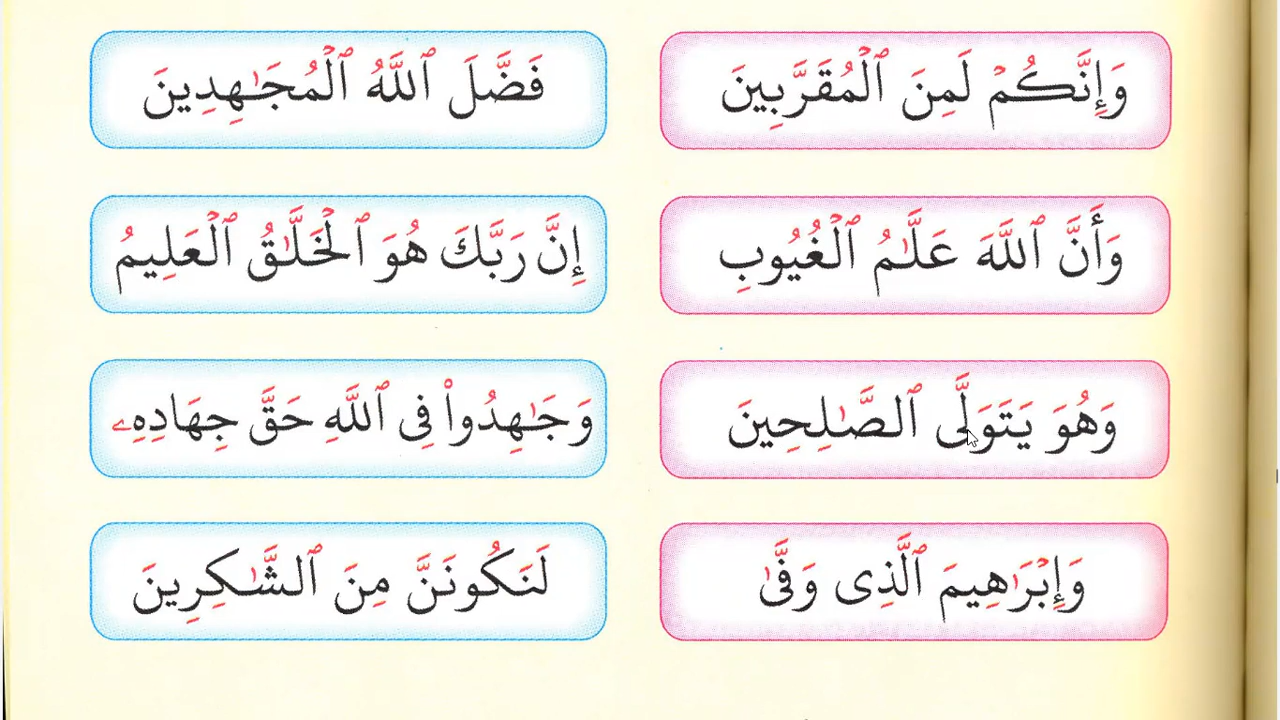 وَإِنَّكُمْ لَمِنَ ٱلْمُقَرَّبِينَ
فَضَّلَ ٱللَّهُ ٱلْمُجَـٰهِدِينَ
وَأَنَّ ٱللَّهَ عَلَّـٰمُ ٱلْغُيُوبِ
إِنَّ رَبَّكَ هُوَ ٱلْخَلَّـٰقُ ٱلْعَلِيمُ
وَهُوَ يَتَوَلَّى ٱلصَّـٰلِحِينَ
وَجَـٰهِدُوا۟ فِى ٱللَّهِ حَقَّ جِهَادِهِۦ
وَإِبْرَٰهِيمَ ٱلَّذِى وَفَّىٰ
لَنَكُونَنَّ مِنَ ٱلشَّـٰكِرِينَ